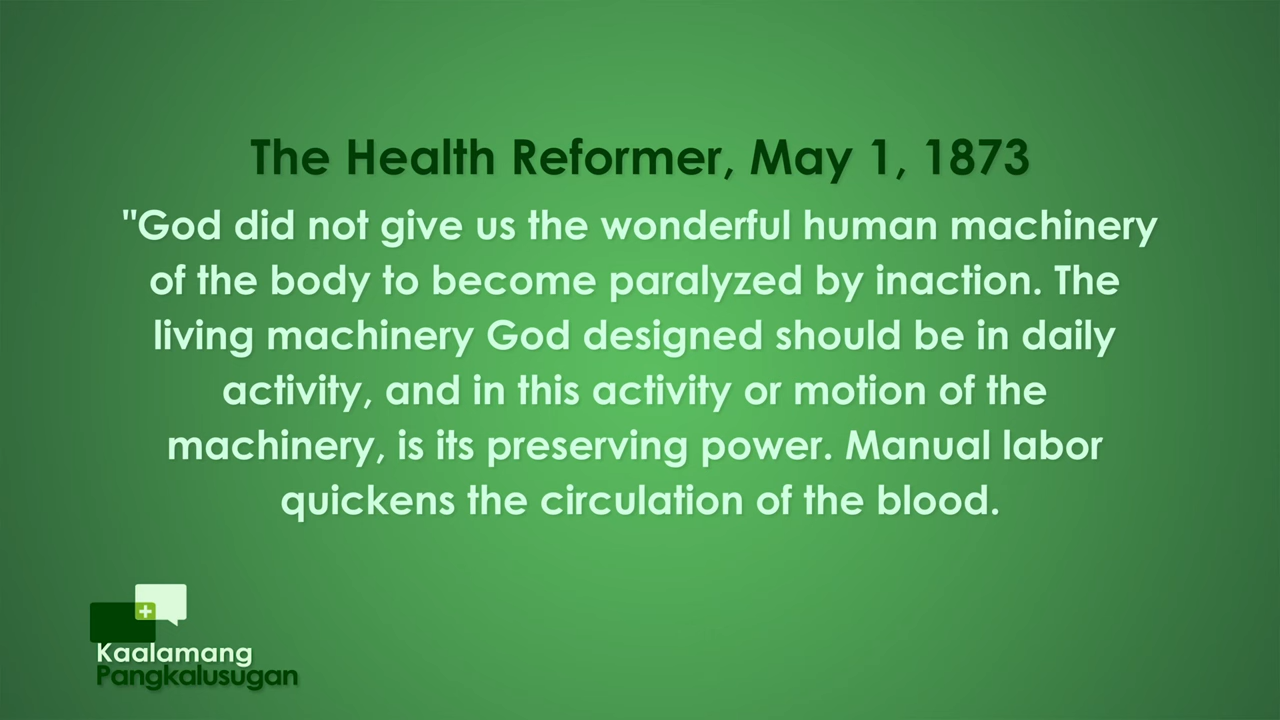 The Health Reformer, May 1, 1873
"God did not give us the wonderful human machinery
of the body to become paralyzed by inaction. The
living machinery God designed should be in daily
activity, and in this activity or motion of the
machinery, is its preserving power. Manual labor
quickens the circulation of the blood.
Kaalamang
Pangkalusugan